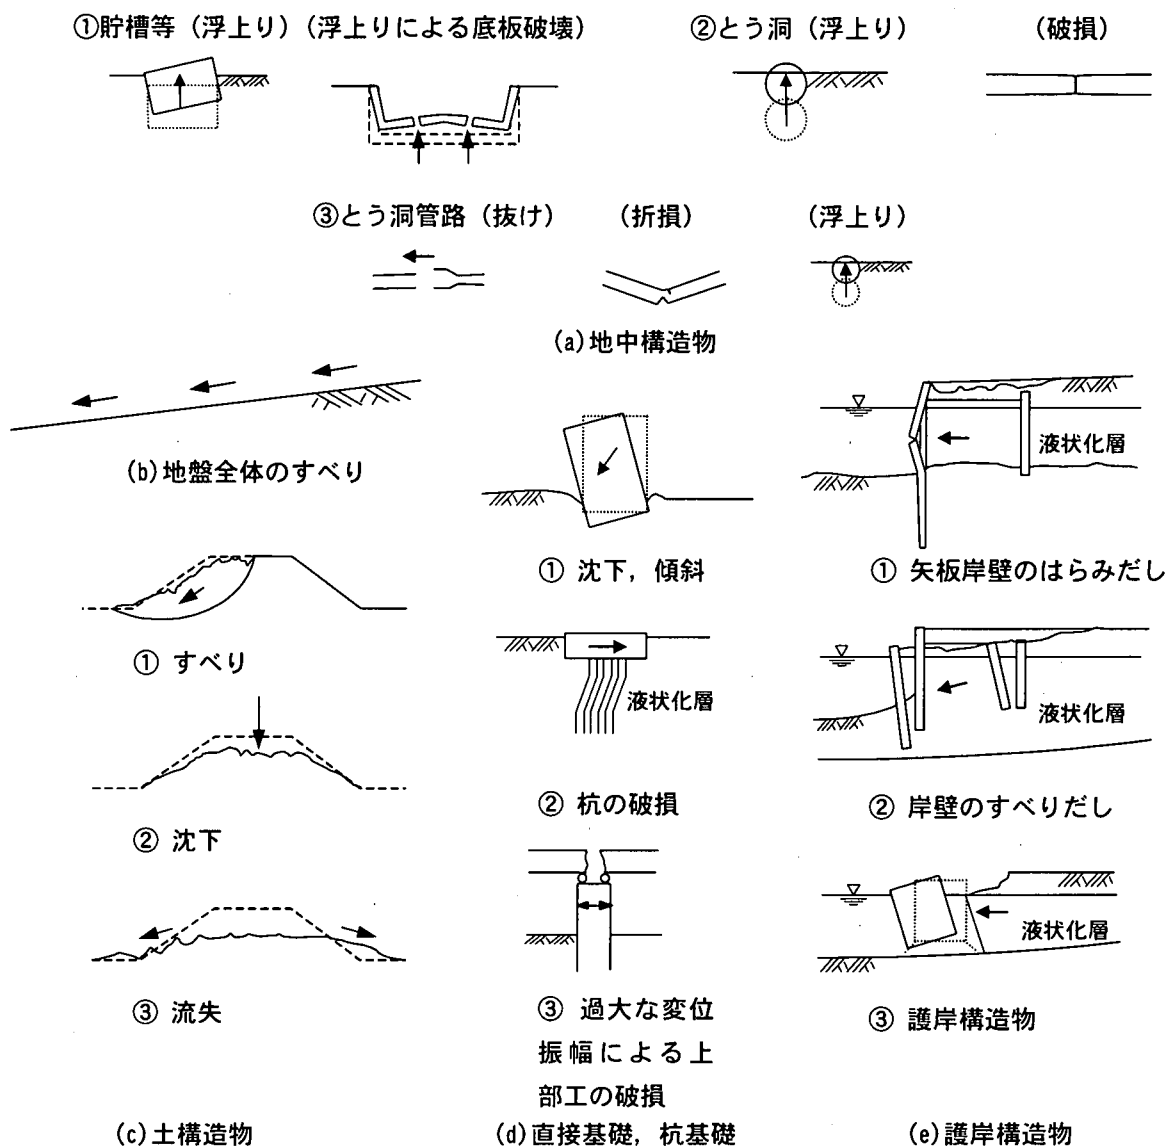 ①貯槽等（浮上り）（浮上りによる底板破壊）
②とう洞（浮上り）
（破損）
③とう洞管路（抜け）
（折損）
（浮上り）
(a)地中構造物
(b)地盤全体のすべり
① すべり
② 沈下
③ 流失
(c)土構造物
① 沈下，傾斜
液状化層
② 杭の破損
③ 過大な変位
振幅による上
部工の破損
(d)直接基礎，杭基礎
液状化層
① 矢板岸壁のはらみだし
液状化層
② 岸壁のすべりだし
液状化層
③ 護岸構造物
(e)護岸構造物